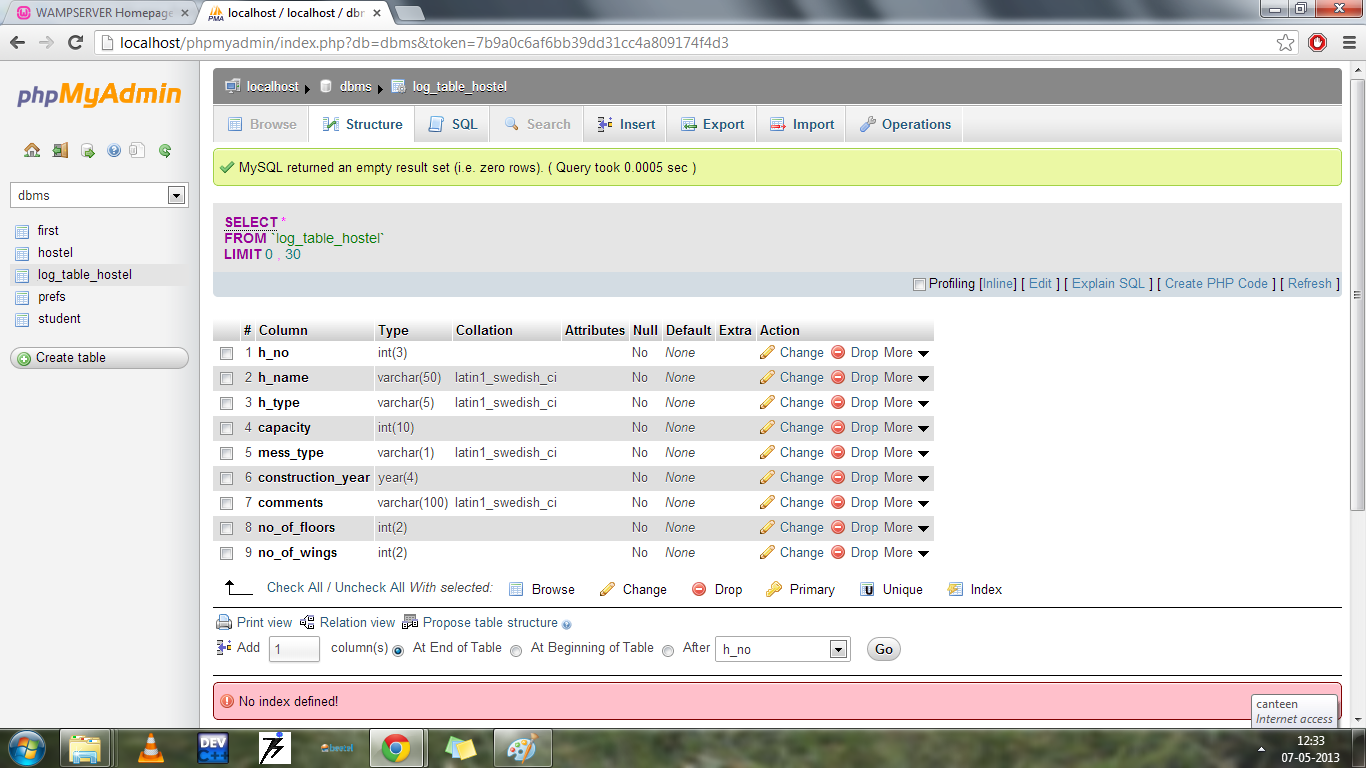 WAMPSERVER Homepage
localhost / localhost / dbm
localhost/phpmyadmin/index.php?db=dbms&token=7b9a0c6af6bb39dd31cc4a809174f4d3
phpMyAdmin
dbms
first
hostel
log_table_hostel
prefs
student
Create table
localhost dbms log_table_hostel
Browse Structure SQL Search Insert Export Import Operations
MySQL returned an empty result set (i.e. zero rows). ( Query took 0.0005 sec )
SELECT *
FROM `log_table_hostel`
LIMIT 0 , 30
Profiling [Inline] [ Edit ] [ Explain SQL ] [ Create PHP Code ] [ Refresh ]
# Column Type Collation Attributes Null Default Extra Action
1 h_no int(3) No None Change Drop More
2 h_name varchar(50) latin1_swedish_ci No None Change Drop More
3 h_type varchar(5) latin1_swedish_ci No None Change Drop More
4 capacity int(10) No None Change Drop More
5 mess_type varchar(1) latin1_swedish_ci No None Change Drop More
6 construction_year year(4) No None Change Drop More
7 comments varchar(100) latin1_swedish_ci No None Change Drop More
8 no_of_floors int(2) No None Change Drop More
9 no_of_wings int(2) No None Change Drop More
Check All / Uncheck All With selected: Browse Change Drop Primary Unique Index
Print view Relation view Propose table structure
Add 1 column(s) At End of Table At Beginning of Table After h_no Go
No index defined!
canteen
Internet access
DEV
C++
12:33
07-05-2013